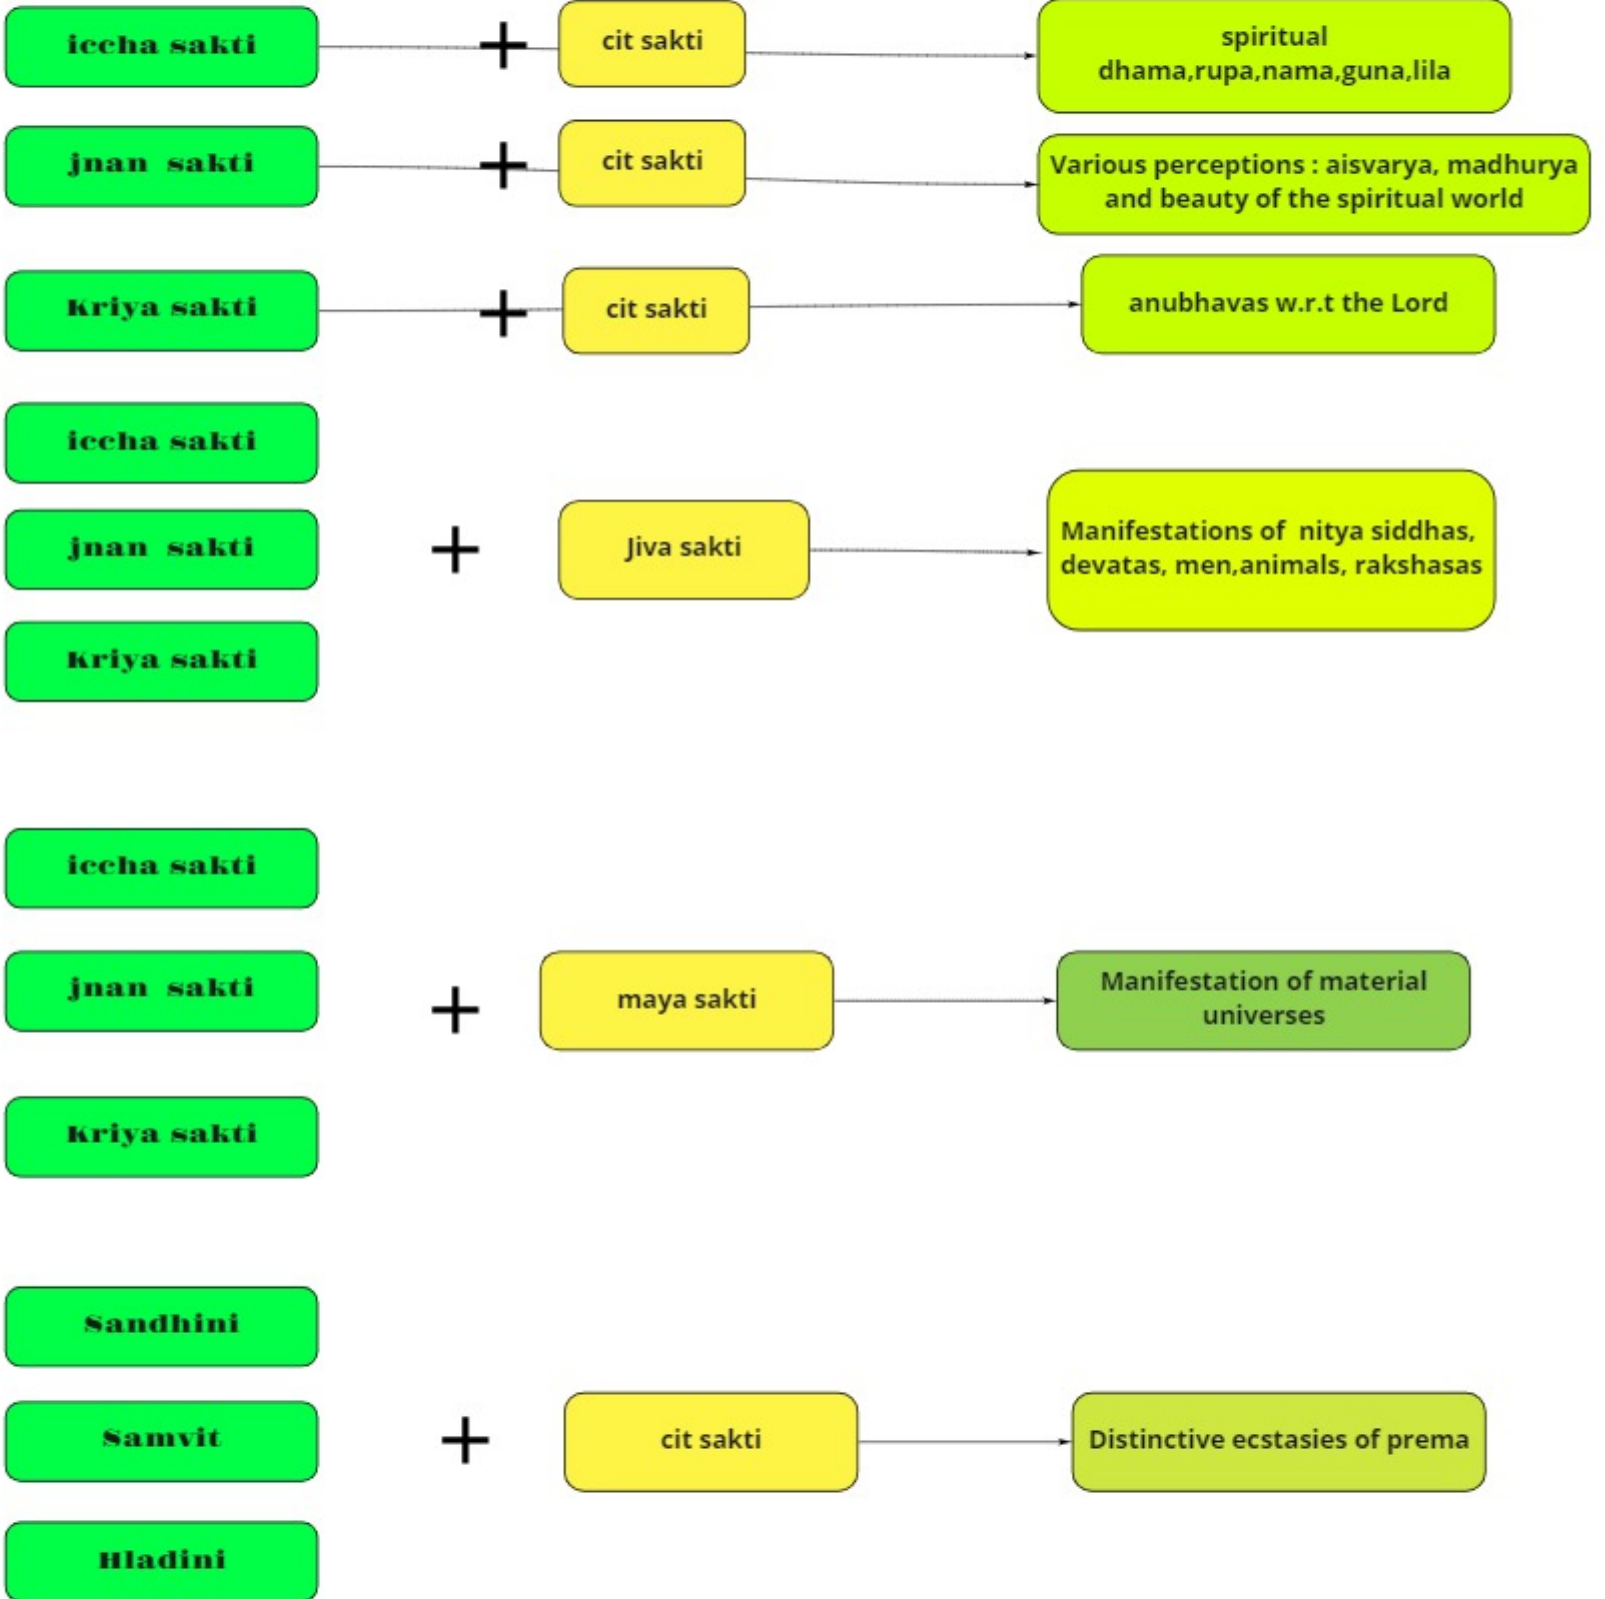 iccha sakti
+
cit sakti
spiritual
dhama,rupa,nama,guna,lila
jnan sakti
+
cit sakti
Various perceptions : aisvarya, madhurya
and beauty of the spiritual world
Kriya sakti
+
cit sakti
anubhavas w.r.t the Lord
iccha sakti
jnan sakti
Kriya sakti
+
Jiva sakti
Manifestations of nitya siddhas,
devatas, men,animals, rakshasas
iccha sakti
jnan sakti
Kriya sakti
+
maya sakti
Manifestation of material
universes
Sandhini
Samvit
Hladini
+
cit sakti
Distinctive ecstasies of prema